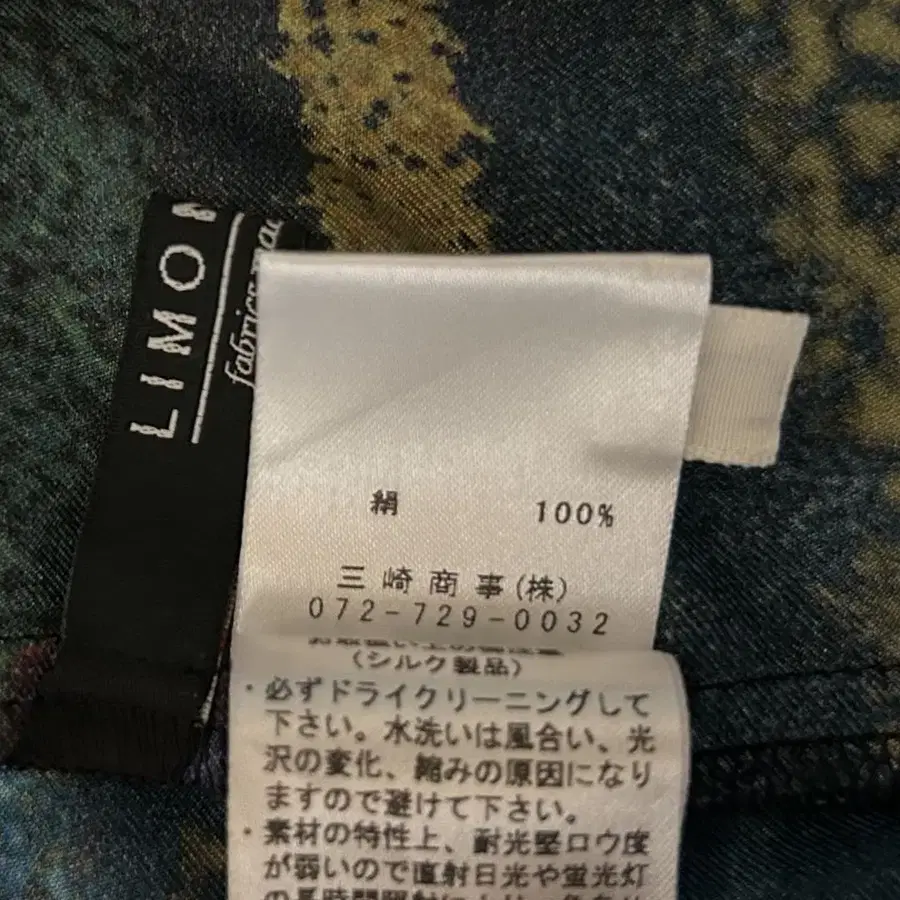 LIMO
fabric
絹 100%
三崎商事(株)
072-729-0032
(シルク製品)
・必ずドライクリーニングして
下さい。水洗いは風合い、光
沢の変化、縮みの原因になり
ますので避けて下さい。
・素材の特性上、耐光堅ロウ度
が弱いので直射日光や蛍光灯